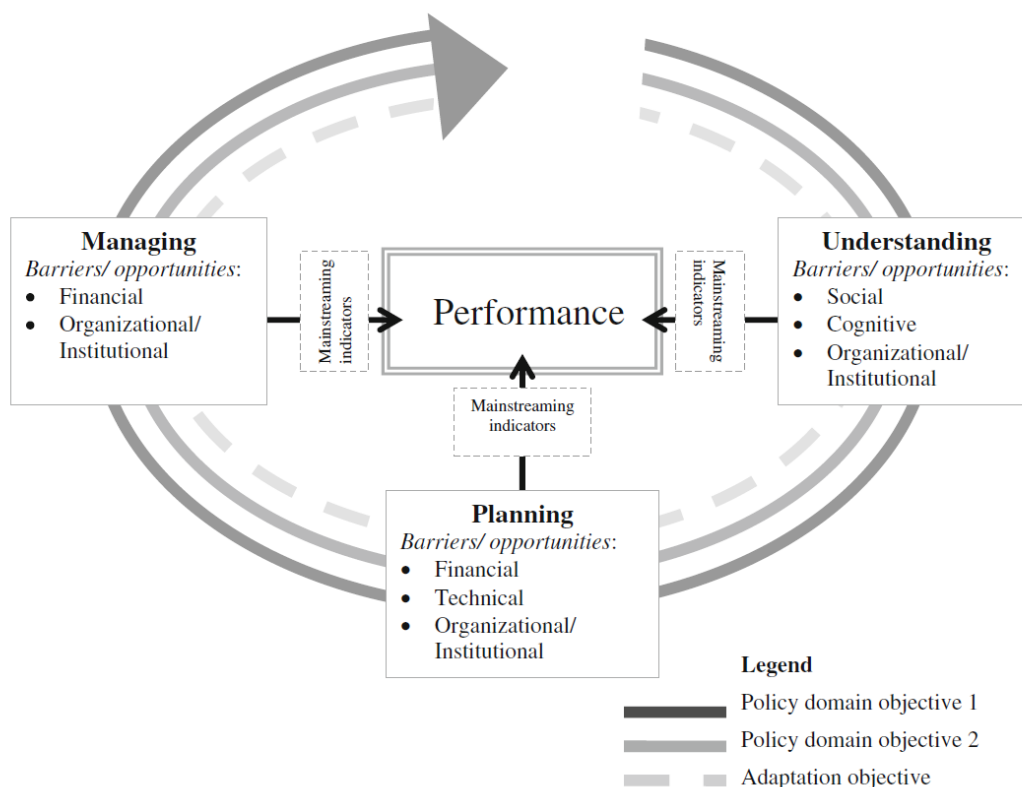 Managing
Barriers/ opportunities:
• Financial
• Organizational/
Institutional
Mainstreaming
indicators
Performance
Mainstreaming
indicators
Understanding
Barriers/ opportunities:
• Social
• Cognitive
• Organizational/
Institutional
Mainstreaming
indicators
Planning
Barriers/ opportunities:
• Financial
• Technical
• Organizational/
Institutional
Legend
Policy domain objective 1
Policy domain objective 2
Adaptation objective